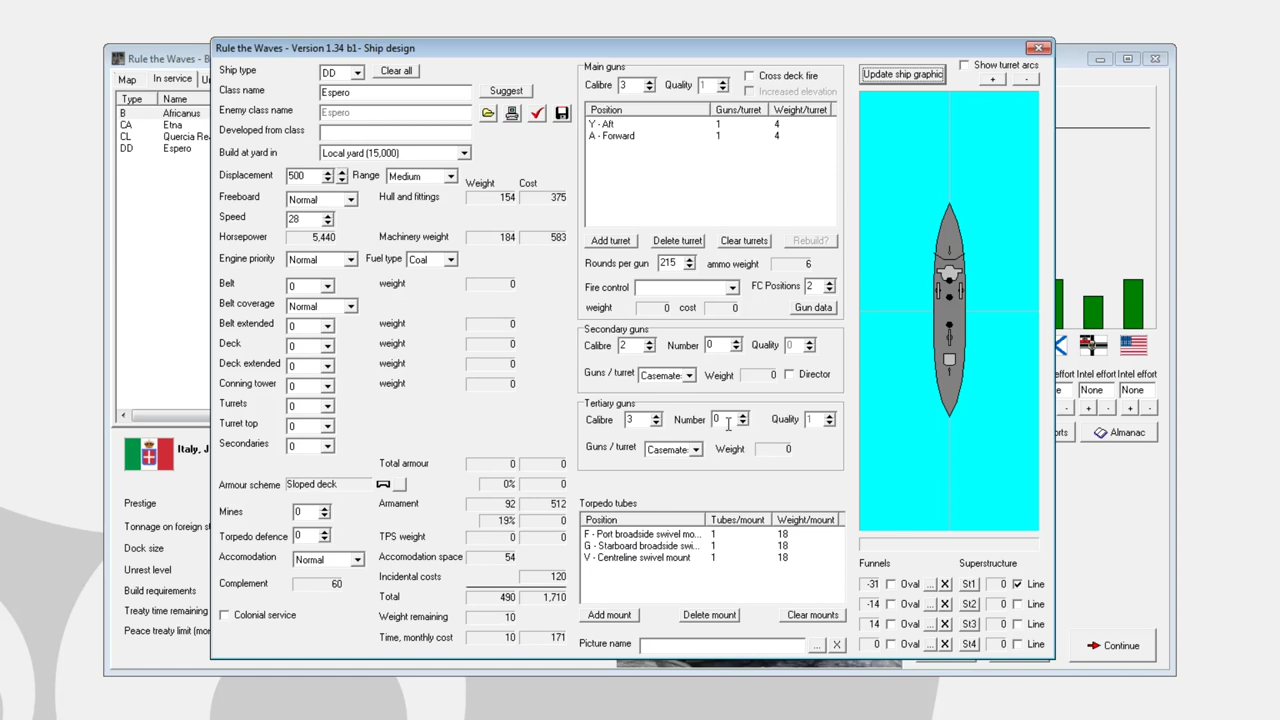 Rule the Waves - B
Map In service U
Type Name
B Africanus
CA Etna
CL Quercia Re
DD Espero
Italy, J
Prestige
Tonnage on foreign st
Dock size
Unrest level
Build requirements
Treaty time remaining
Peace treaty limit (mor
Rule the Waves - Version 1.34 b1- Ship design
Ship type DD Clear all
Class name Espero Suggest
Enemy class name Espero
Developed from class
Build at yard in Local yard (15,000)
Displacement 500 Range Medium Weight Cost
Freeboard Normal Hull and fittings 154 375
Speed 28
Horsepower 5,440 Machinery weight 184 583
Engine priority Normal Fuel type Coal
Belt 0 weight 0
Belt coverage Normal
Belt extended 0 weight 0
Deck 0 weight 0
Deck extended 0 weight 0
Conning tower 0 weight 0
Turrets 0
Turret top 0
Secondaries 0
Total armour 0 0
Armour scheme Sloped deck 0% 0
Mines 0 Armament 92 512
19% 0
Torpedo defence 0 TPS weight 0 0
Accomodation Normal Accomodation space 54
Complement 60 Incidental costs 120
Total 490 1,710
Colonial service Weight remaining 10
Time, monthly cost 10 171
Main guns
Calibre 3 Quality 1 Cross deck fire
Increased elevation
Position Guns/turret Weight/turret
Y - Aft 1 4
A - Forward 1 4
Add turret Delete turret Clear turrets Rebuild?
Rounds per gun 215 ammo weight 6
Fire control FC Positions 2
weight 0 cost 0 Gun data
Secondary guns
Calibre 2 Number 0 Quality 0
Guns / turret Casemate: Weight 0 Director
Tertiary guns
Calibre 3 Number 0 Quality 1
Guns / turret Casemate: Weight 0
Torpedo tubes
Position Tubes/mount Weight/mount
F - Port broadside swivel mo... 1 18
G - Starboard broadside swi... 1 18
V - Centreline swivel mount 1 18
Add mount Delete mount Clear mounts
Picture name ... X
Update ship graphic Show turret arcs
+ -
Funnels Superstructure
-31 Oval ... X St1 0 Line
-14 Oval ... X St2 0 Line
14 Oval ... X St3 0 Line
0 Oval ... X St4 0 Line
effort Intel effort Intel effort
None None
- + - + -
orts Almanac
Continue